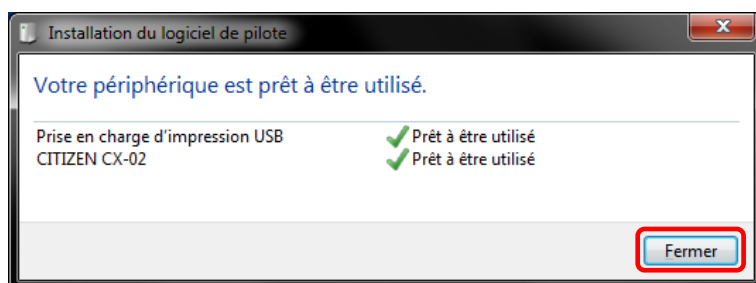 Installation du logiciel de pilote
Votre périphérique est prêt à être utilisé.
Prise en charge d'impression USB Prêt à être utilisé
CITIZEN CX-02 Prêt à être utilisé
Fermer